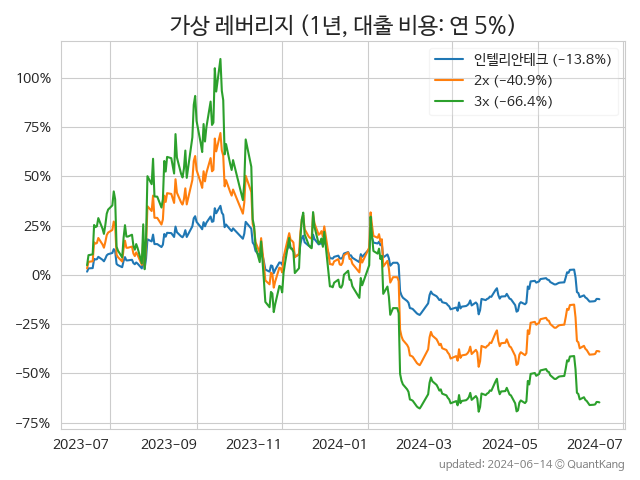 가상 레버리지 (1년, 대출 비용: 연 5%)
인텔리안테크 (−13.8%)
2x (−40.9%)
3x (−66.4%)
100%
75%
50%
25%
0%
−25%
−50%
−75%
2023-07 2023-09 2023-11 2024-01 2024-03 2024-05 2024-07
updated: 2024-06-14 © QuantKang